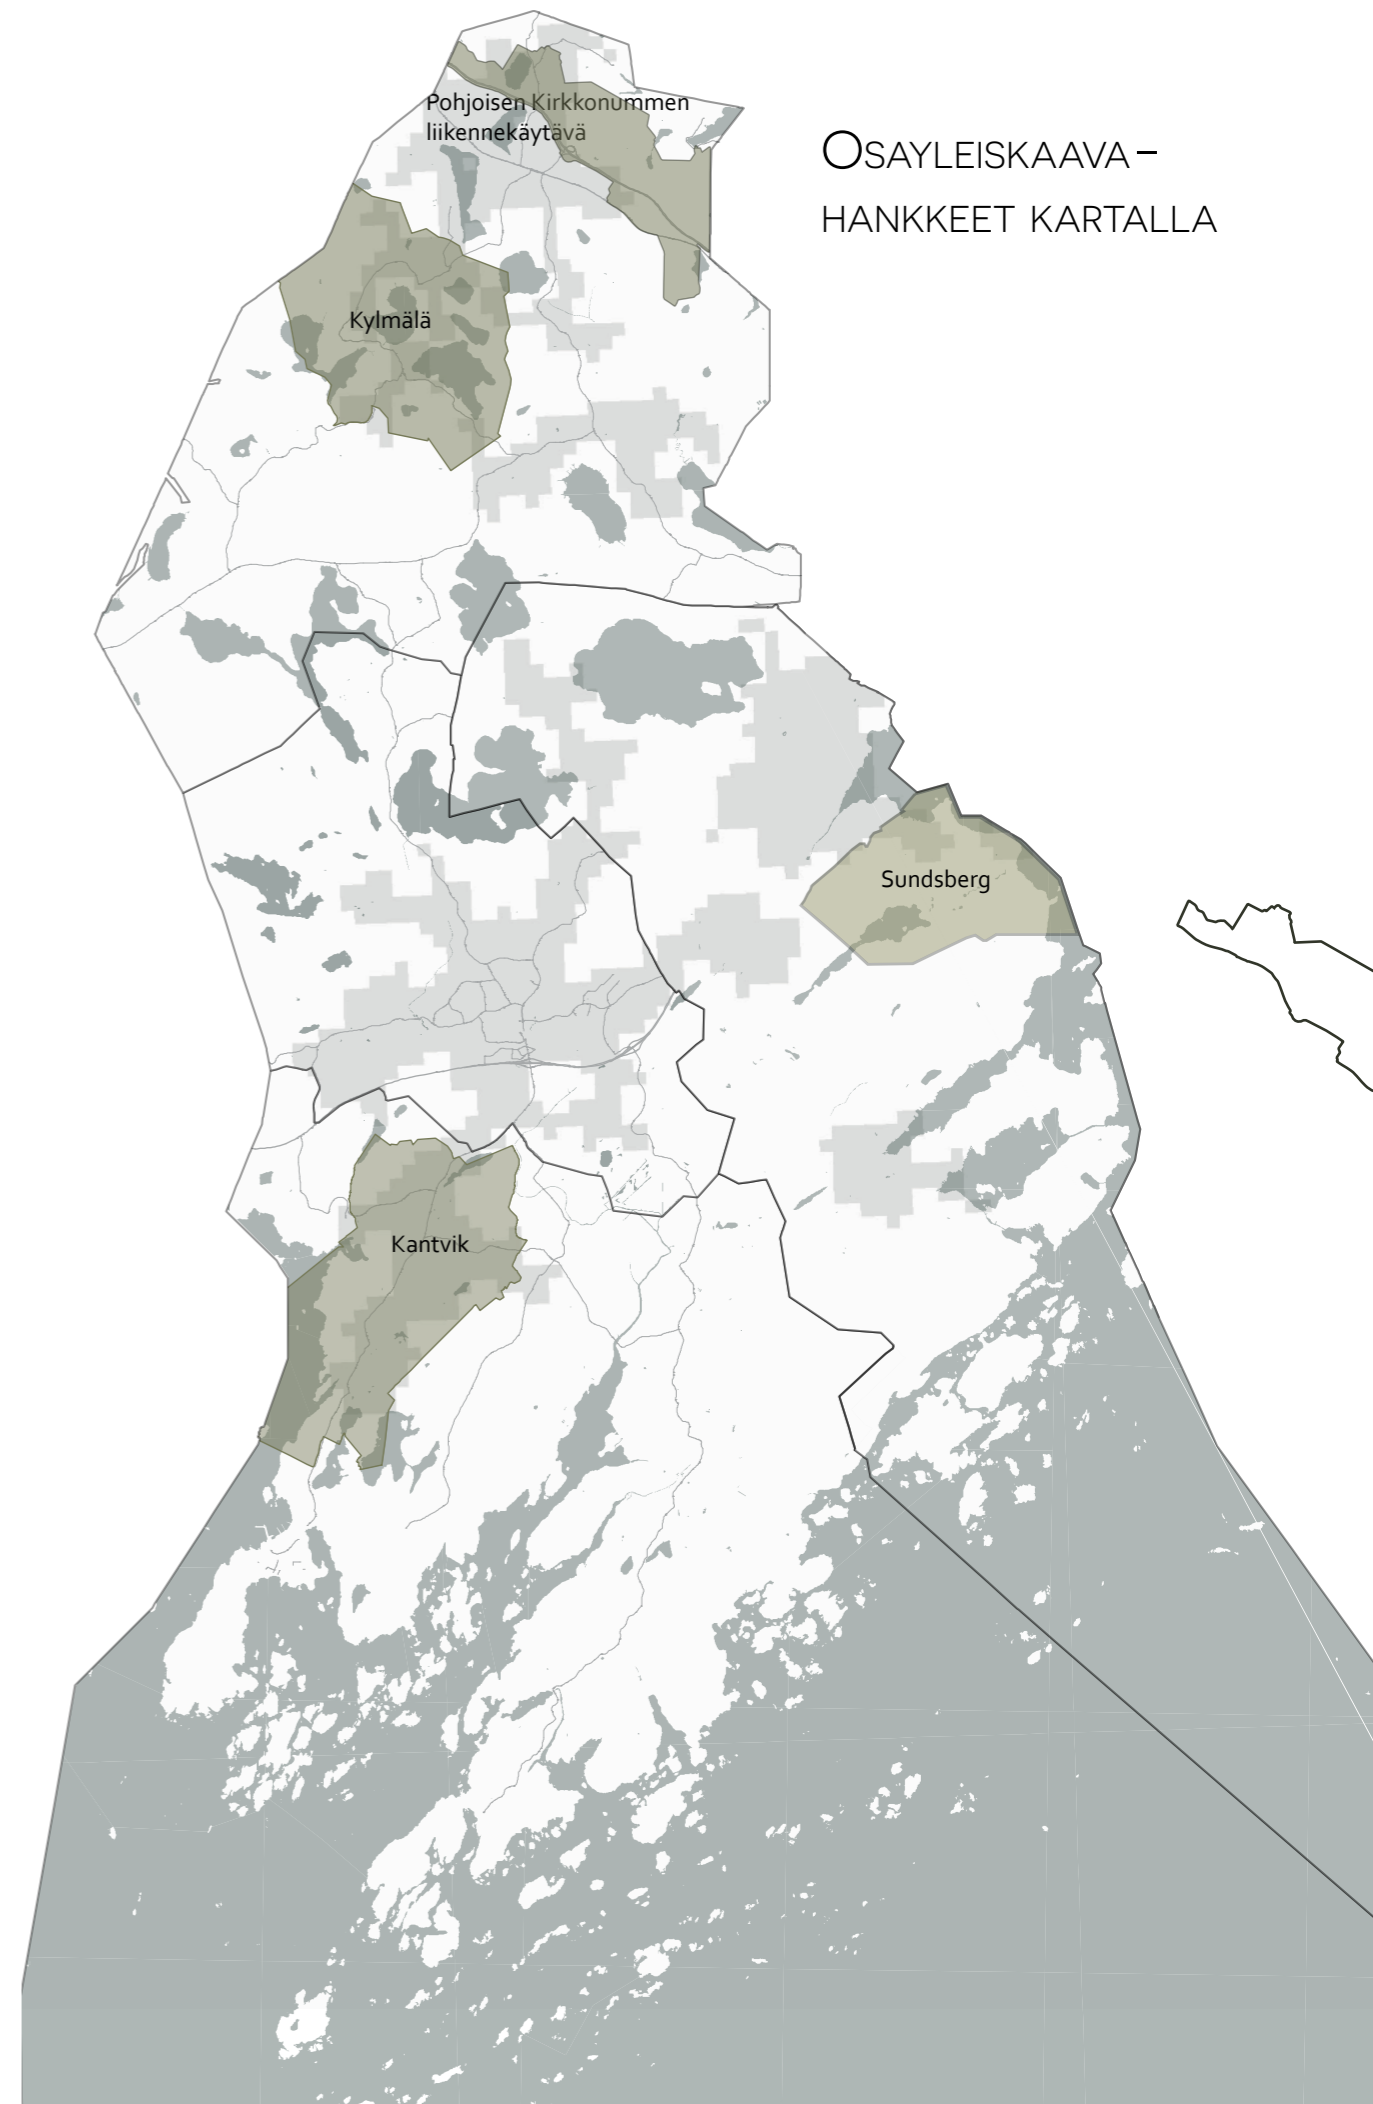 Pohjoisen Kirkkonummen
liikennekäytävä
OSAYLEISKAAVA-
HANKKEET KARTALLA
Kylmälä
Sundsberg
Kantvik